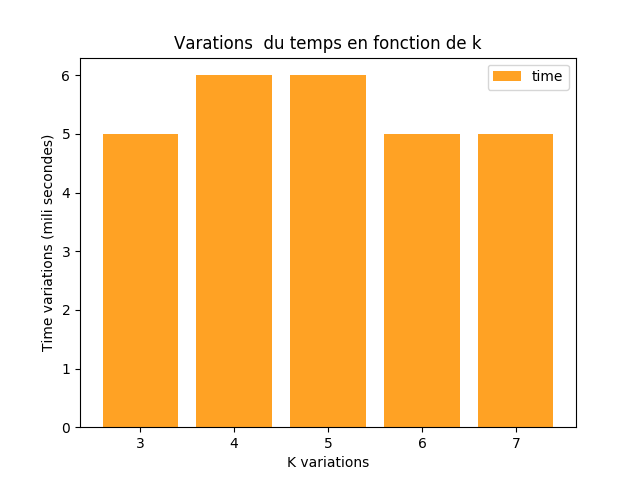 Varations  du temps en fonction de k
time
Time variations (mili secondes)
6
5
4
3
2
1
0
3 4 5 6 7
K variations